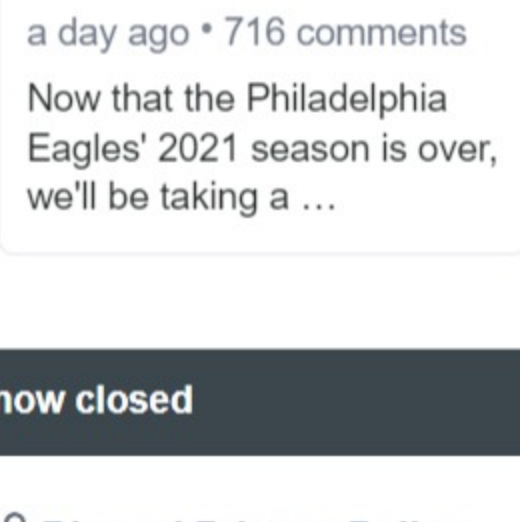 a day ago • 716 comments
Now that the Philadelphia
Eagles' 2021 season is over,
we'll be taking a ...
now closed